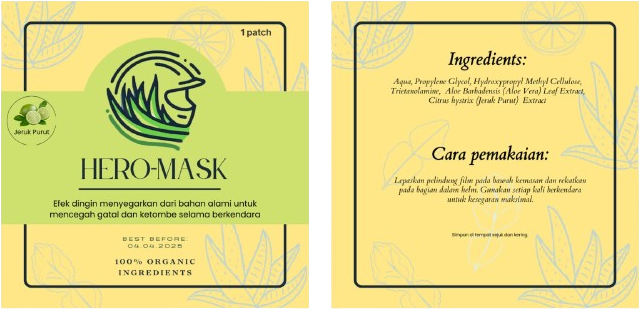 1 patch
Jeruk Purut
HERO-MASK
Efek dingin menyegarkan dari bahan alami untuk
mencegah gatal dan ketombe selama berkendara
BEST BEFORE:
04.04.2025
100% ORGANIC
INGREDIENTS
Ingredients:
Aqua, Propylene Glycol, Hydroxypropyl Methyl Cellulose,
Trietanolamine, Aloe Barbadensis (Aloe Vera) Leaf Extract,
Citrus hystrix (Jeruk Purut) Extract
Cara pemakaian:
Lepaskan pelindung film pada bawah kemasan dan rekatkan
pada bagian dalam helm. Gunakan setiap kali berkendara
untuk kesegaran maksimal.
Simpan di tempat sejuk dan kering.